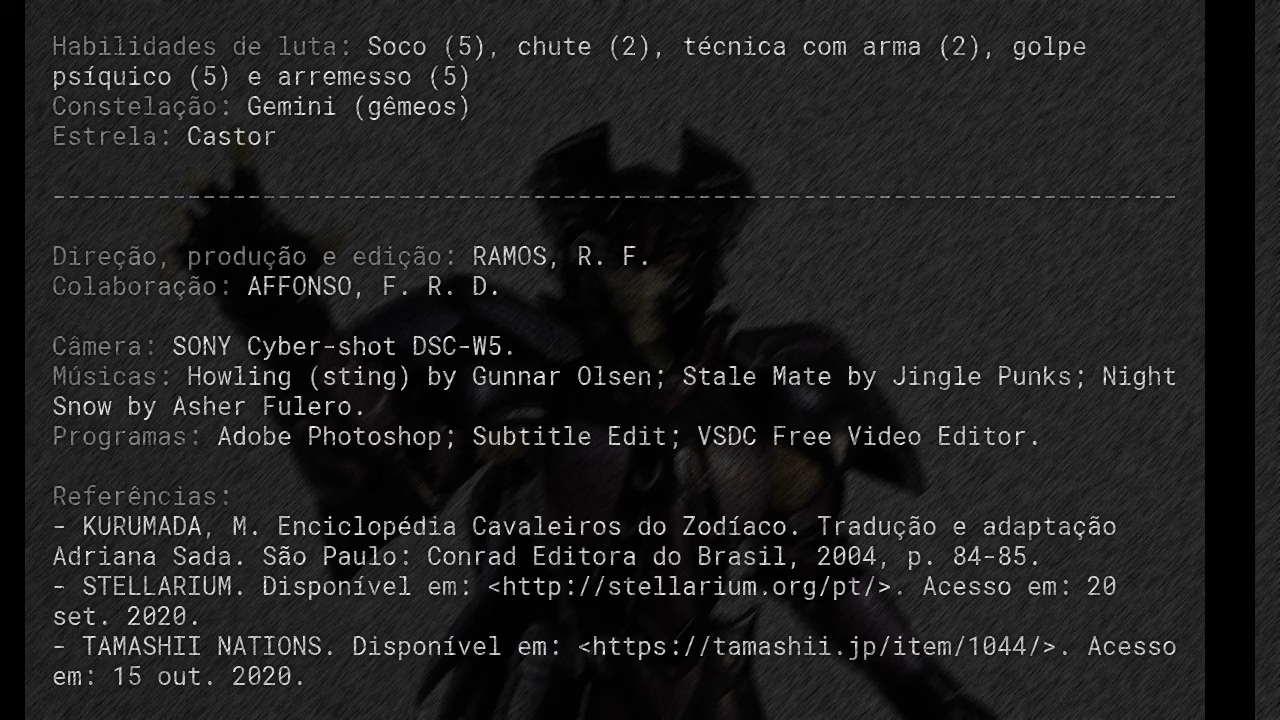 Habilidades de luta: Soco (5), chute (2), técnica com arma (2), golpe
psíquico (5) e arremesso (5)
Constelação: Gemini (gêmeos)
Estrela: Castor
---------------------------------------------------------------------------
Direção, produção e edição: RAMOS, R. F.
Colaboração: AFFONSO, F. R. D.
Câmera: SONY Cyber-shot DSC-W5.
Músicas: Howling (sting) by Gunnar Olsen; Stale Mate by Jingle Punks; Night
Snow by Asher Fulero.
Programas: Adobe Photoshop; Subtitle Edit; VSDC Free Video Editor.
Referências:
- KURUMADA, M. Enciclopédia Cavaleiros do Zodíaco. Tradução e adaptação
Adriana Sada. São Paulo: Conrad Editora do Brasil, 2004, p. 84-85.
- STELLARIUM. Disponível em: <http://stellarium.org/pt/>. Acesso em: 20
set. 2020.
- TAMASHII NATIONS. Disponível em: <https://tamashii.jp/item/1044/>. Acesso
em: 15 out. 2020.